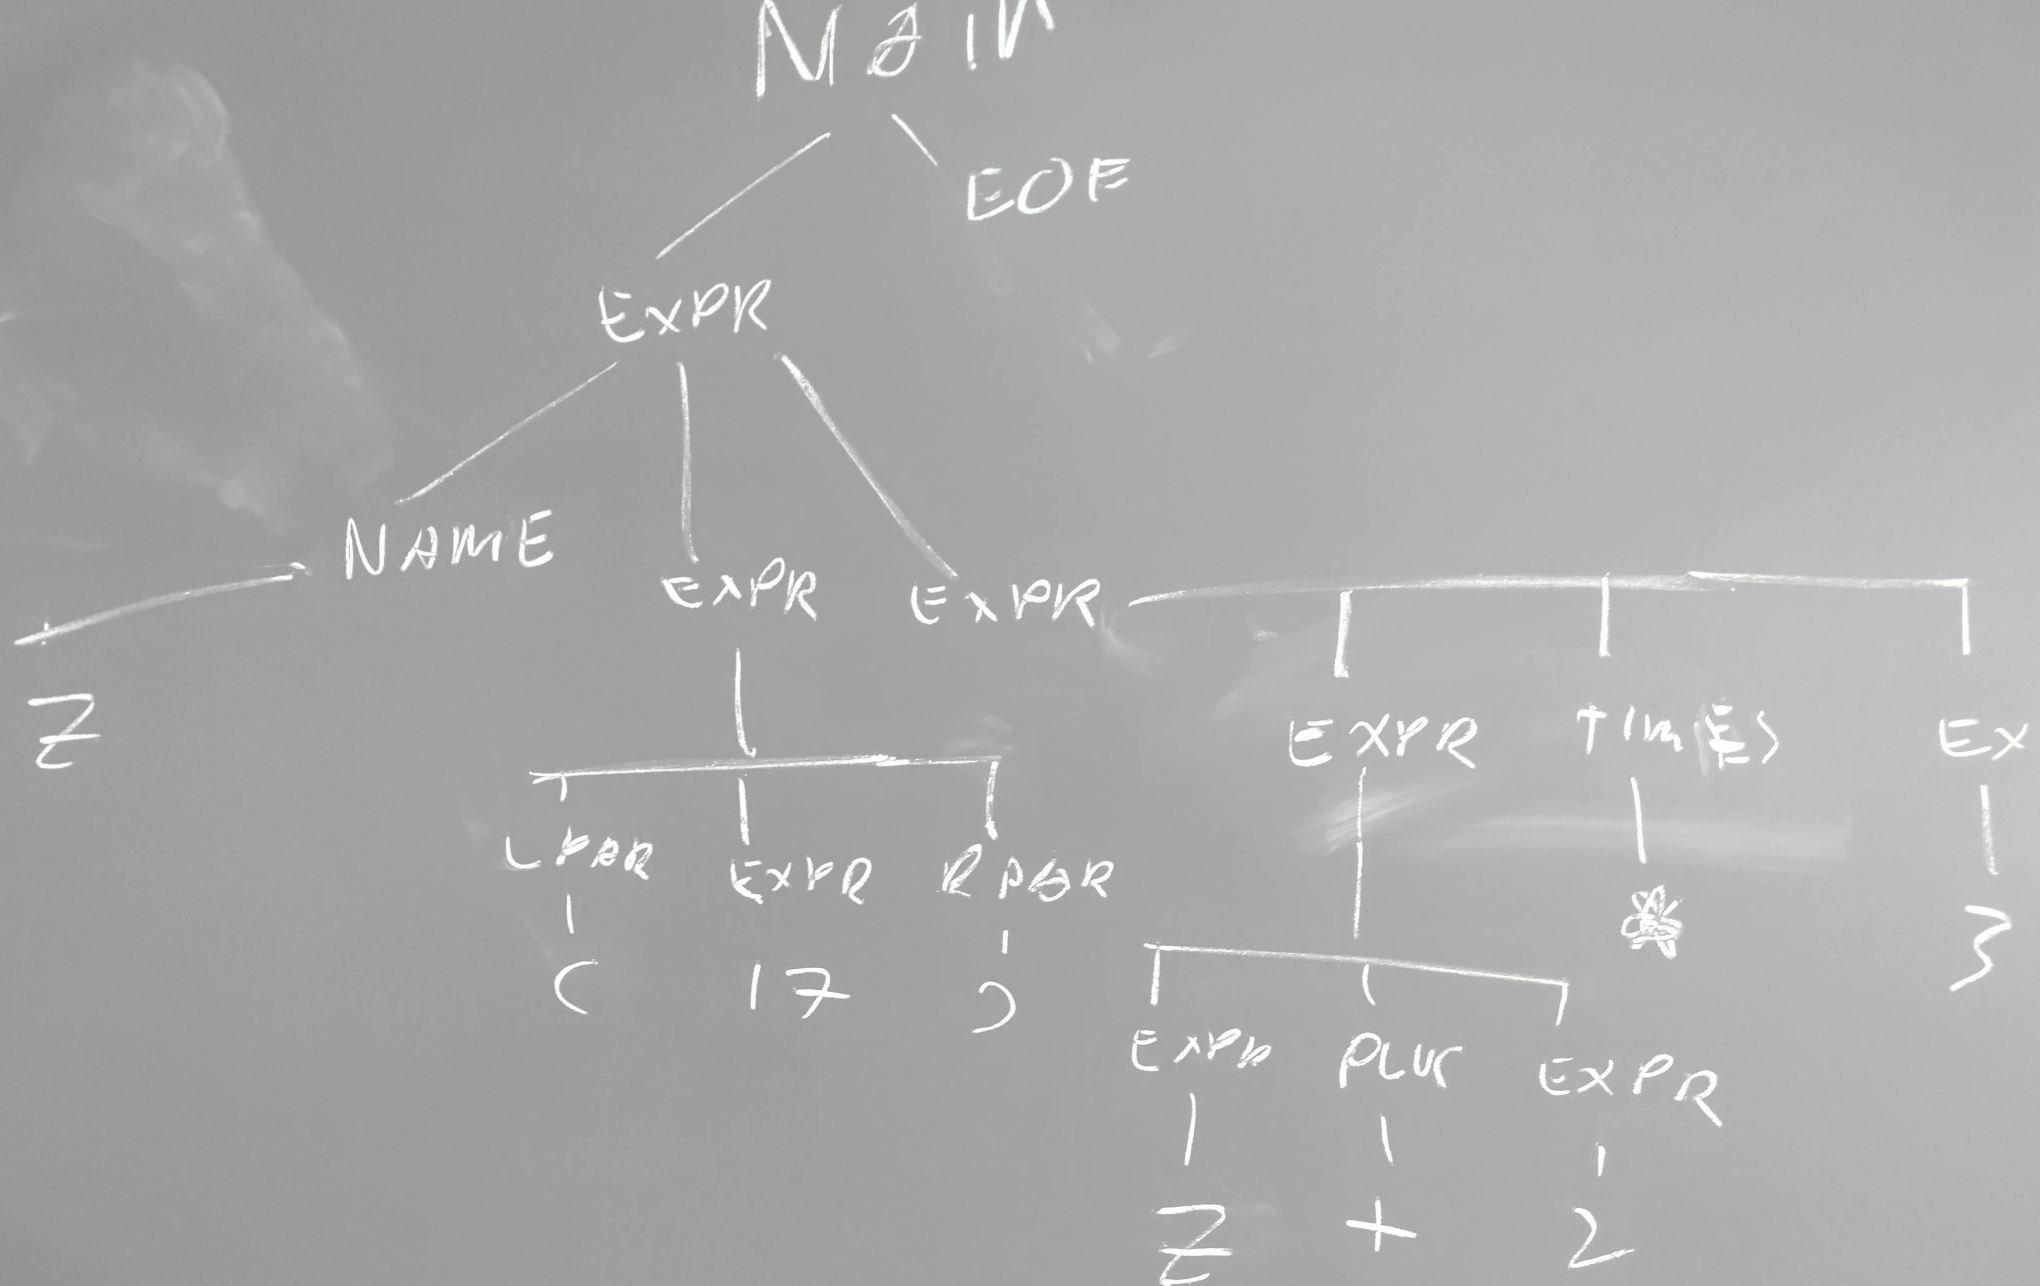 Main
EOF
EXPR
NAME EXPR EXPR
Z EXPR TIMES EX
LPAR EXPR RPAR * 3
( 17 )
EXPR PLUS EXPR
Z + 2